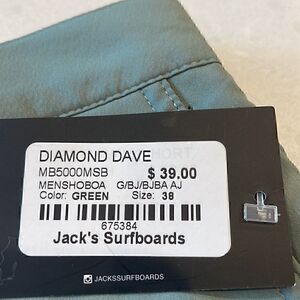 DIAMOND DAVE
MB5000MSB $ 39.00
MENSHOBOA G/BJ/BJBA AJ
Color: GREEN Size: 38
675384
Jack's Surfboards
JACKSSURFBOARDS